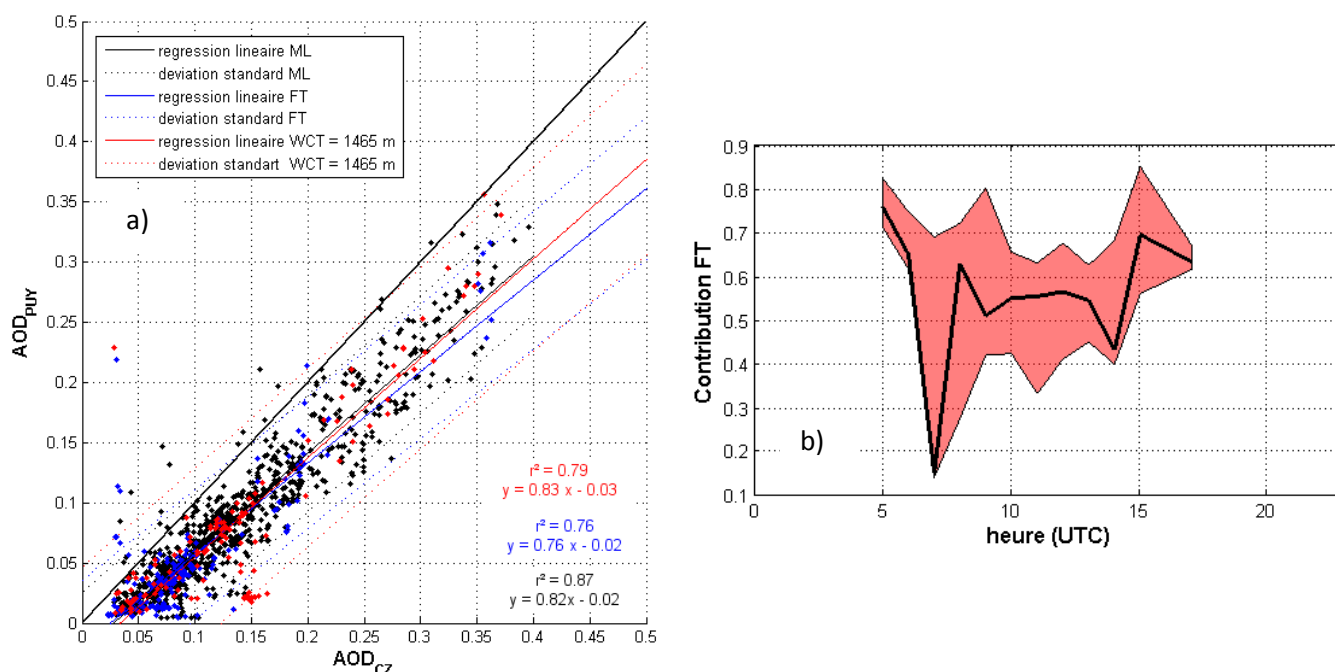 0.5
0.45
0.4
0.35
0.3
0.25
0.2
0.15
0.1
0.05
0
AOD_PUY
regression lineaire ML
deviation standard ML
regression lineaire FT
deviation standard FT
regression lineaire WCT = 1465 m
deviation standart WCT = 1465 m
a)
r² = 0.79
y = 0.83 x - 0.03
r² = 0.76
y = 0.76 x - 0.02
r² = 0.87
y = 0.82x - 0.02
0 0.05 0.1 0.15 0.2 0.25 0.3 0.35 0.4 0.45 0.5
AOD_CZ
0.9
0.8
0.7
0.6
0.5
0.4
0.3
0.2
0.1
Contribution FT
b)
0 5 10 15 20
heure (UTC)